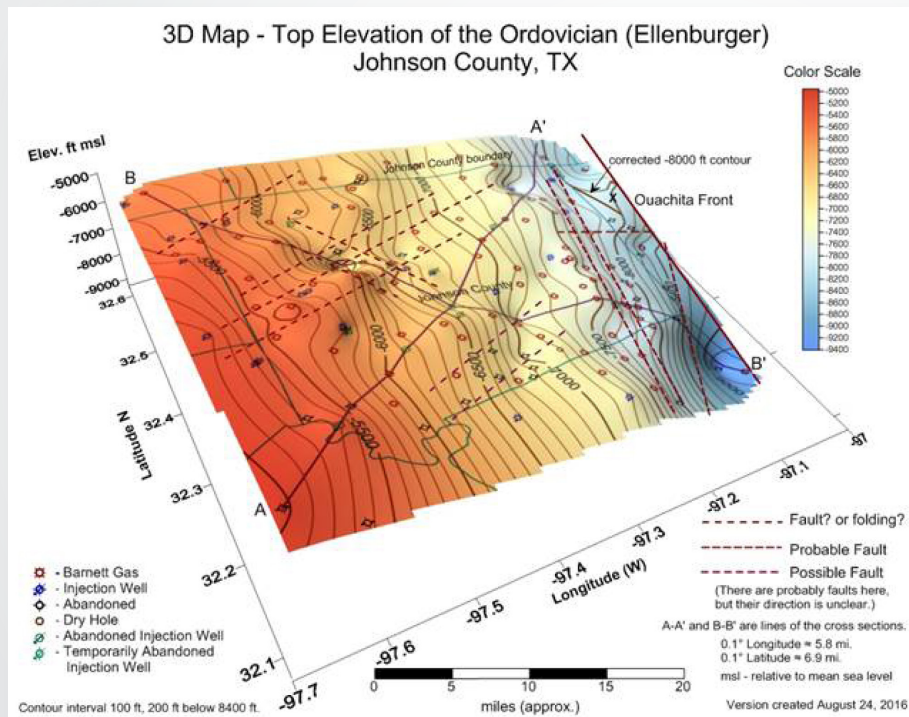 3D Map - Top Elevation of the Ordovician (Ellenburger)
Johnson County, TX
Color Scale
-5000
-5400
-5600
-5800
-6000
-6200
-6400
-6600
-6800
-7000
-7200
-7400
-7600
-7800
-8000
-8200
-8400
-8600
-8800
-9000
-9200
-9400
Elev. ft msl
-5000
-6000
-7000
-8000
-9000
B
A'
Johnson County boundary
corrected -8000 ft contour
x
Ouachita Front
Johnson County
-6000
-6500
-7000
-5500
B'
A
32.6
32.5
32.4
32.3
32.2
32.1
Latitude N
-97.7
-97.6
-97.5
-97.4
-97.3
-97.2
-97.1
-97
Longitude (W)
- Barnett Gas
- Injection Well
- Abandoned
- Dry Hole
- Abandoned Injection Well
- Temporarily Abandoned
Injection Well
Fault? or folding?
Probable Fault
Possible Fault
(There are probably faults here,
but their direction is unclear.)
A-A' and B-B' are lines of the cross sections.
0.1° Longitude ≈ 5.8 mi.
0.1° Latitude ≈ 6.9 mi.
msl - relative to mean sea level
0 5 10 15 20
miles (approx.)
Contour interval 100 ft, 200 ft below 8400 ft.
Version created August 24, 2016